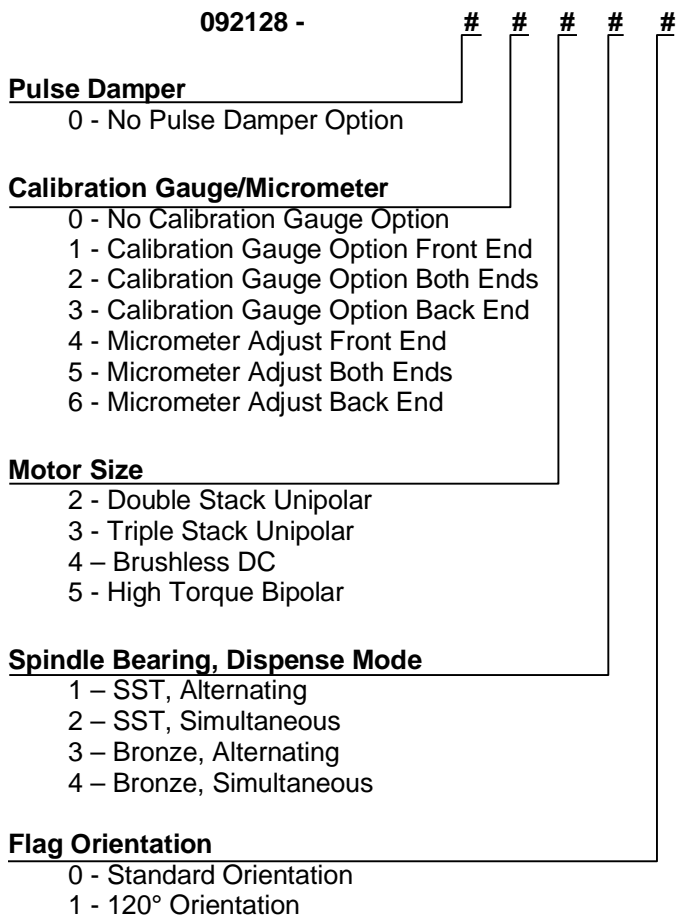 092128 - # # # # #
Pulse Damper
0 - No Pulse Damper Option
Calibration Gauge/Micrometer
0 - No Calibration Gauge Option
1 - Calibration Gauge Option Front End
2 - Calibration Gauge Option Both Ends
3 - Calibration Gauge Option Back End
4 - Micrometer Adjust Front End
5 - Micrometer Adjust Both Ends
6 - Micrometer Adjust Back End
Motor Size
2 - Double Stack Unipolar
3 - Triple Stack Unipolar
4 – Brushless DC
5 - High Torque Bipolar
Spindle Bearing, Dispense Mode
1 – SST, Alternating
2 – SST, Simultaneous
3 – Bronze, Alternating
4 – Bronze, Simultaneous
Flag Orientation
0 - Standard Orientation
1 - 120° Orientation